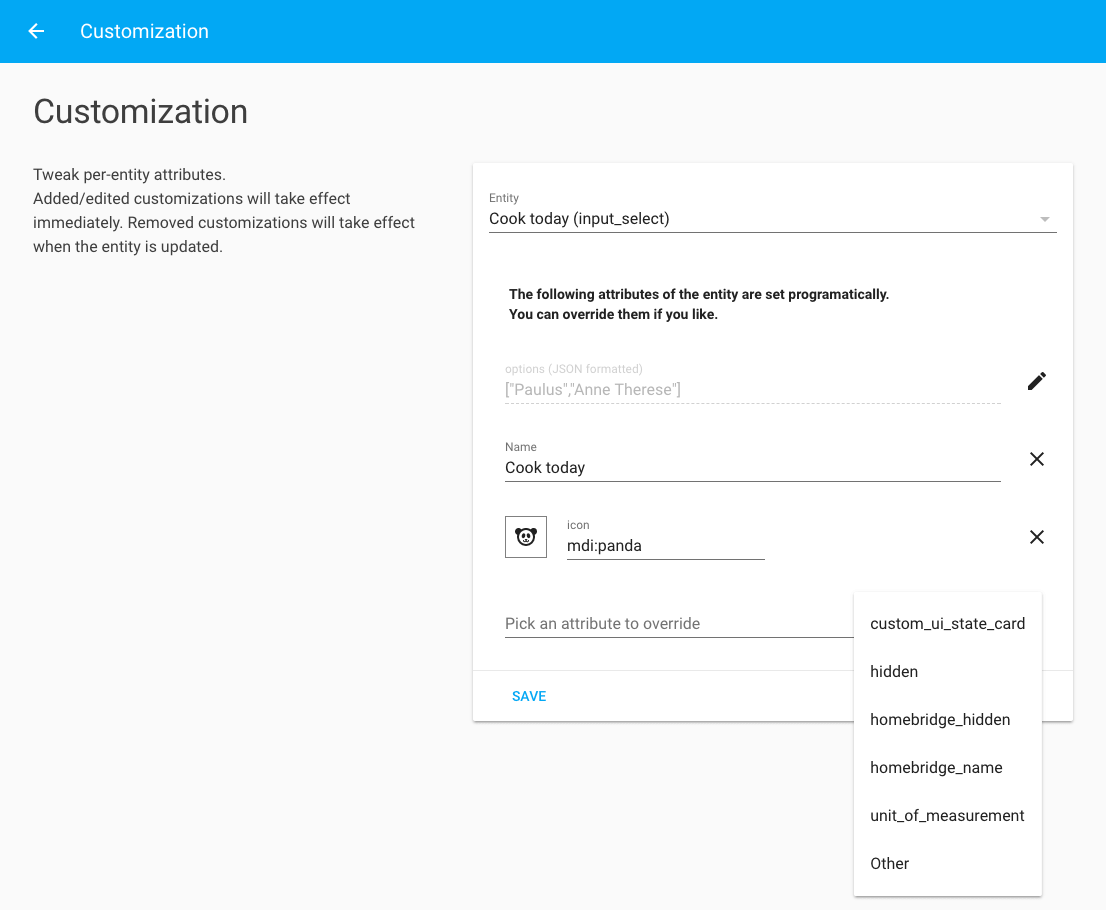 Customization
Customization
Tweak per-entity attributes.
Added/edited customizations will take effect
immediately. Removed customizations will take effect
when the entity is updated.
Entity
Cook today (input_select)
The following attributes of the entity are set programatically.
You can override them if you like.
options (JSON formatted)
["Paulus","Anne Therese"]
Name
Cook today
icon
mdi:panda
Pick an attribute to override
custom_ui_state_card
hidden
homebridge_hidden
homebridge_name
unit_of_measurement
Other
SAVE